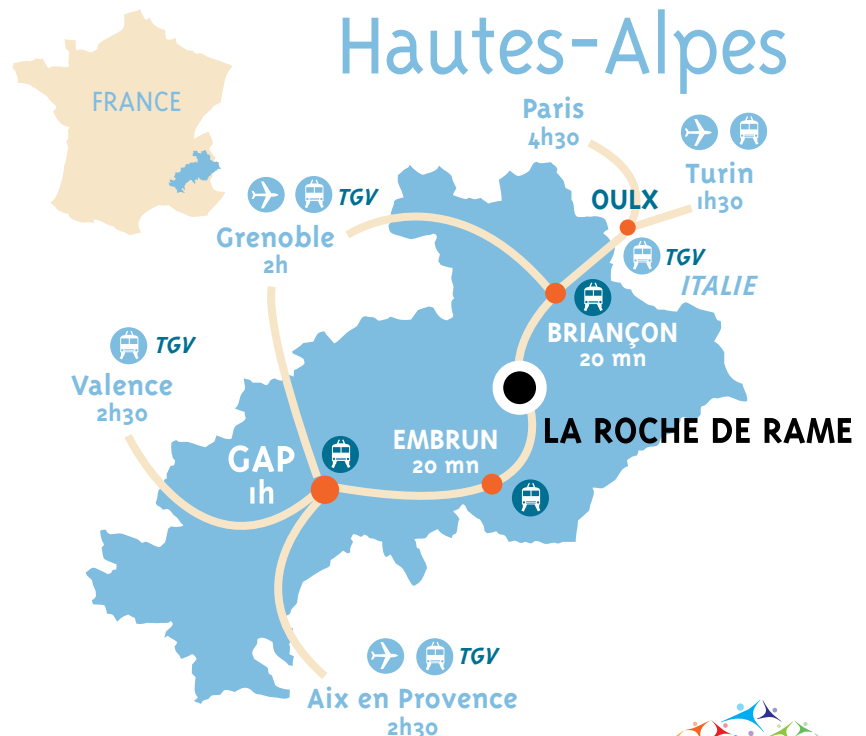 Hautes-Alpes
FRANCE
Paris
4h30
Turin
1h30
OULX
TGV
Grenoble
2h
TGV
ITALIE
BRIANÇON
20 mn
TGV
Valence
2h30
LA ROCHE DE RAME
EMBRUN
20 mn
GAP
1h
TGV
Aix en Provence
2h30